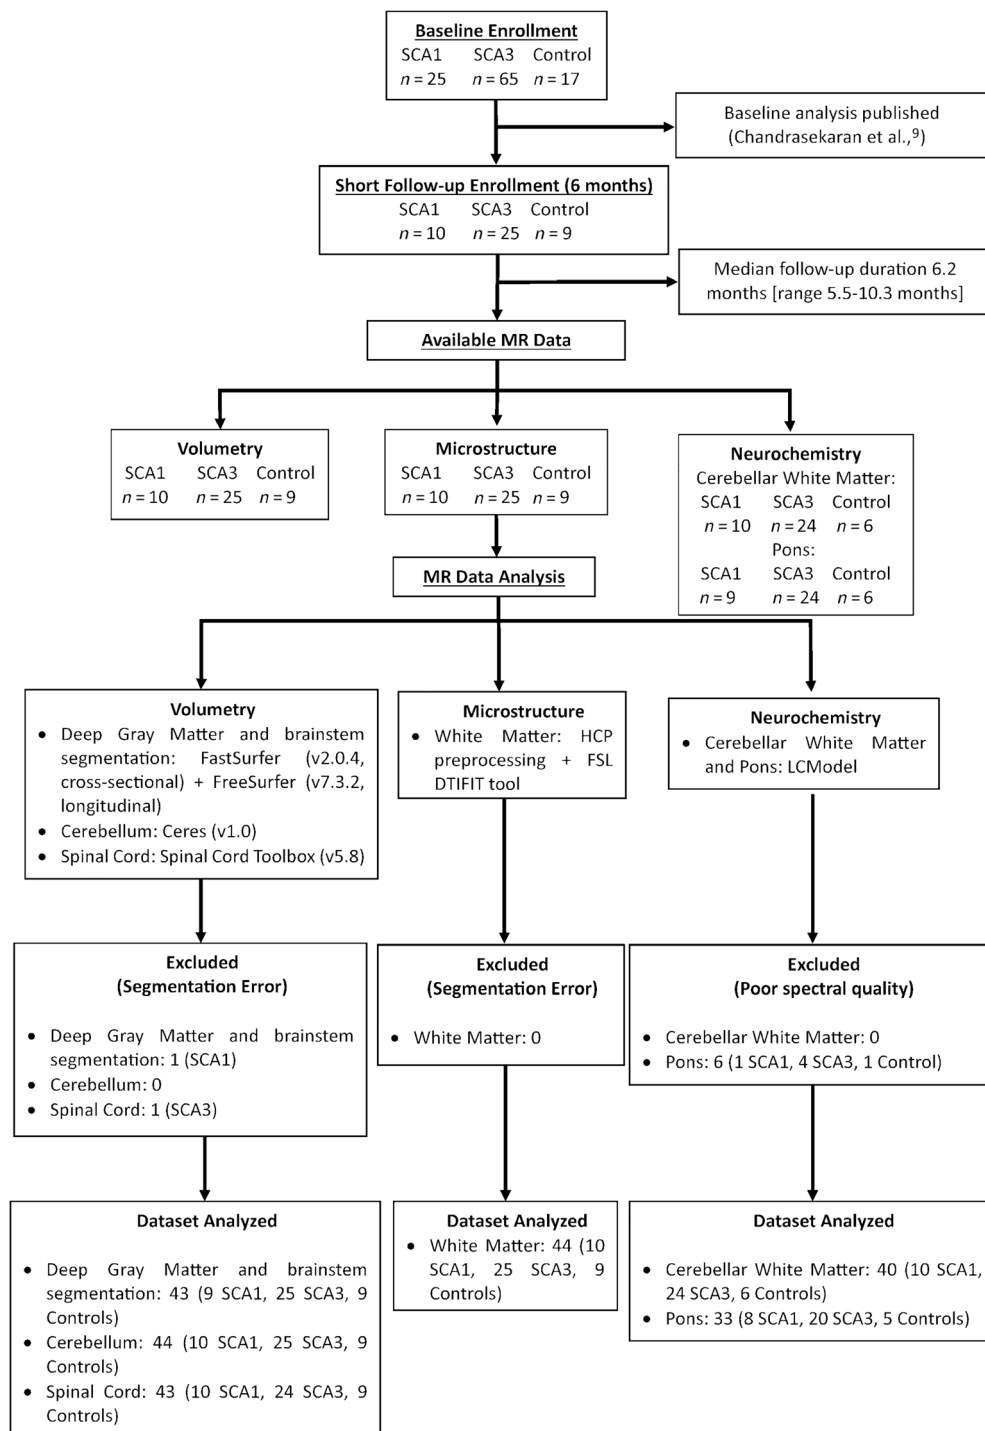 Baseline Enrollment
SCA1 SCA3 Control
n = 25 n = 65 n = 17
Baseline analysis published
(Chandrasekaran et al.,9)
Short Follow-up Enrollment (6 months)
SCA1 SCA3 Control
n = 10 n = 25 n = 9
Median follow-up duration 6.2
months [range 5.5-10.3 months]
Available MR Data
Volumetry
SCA1 SCA3 Control
n = 10 n = 25 n = 9
Microstructure
SCA1 SCA3 Control
n = 10 n = 25 n = 9
Neurochemistry
Cerebellar White Matter:
SCA1 SCA3 Control
n = 10 n = 24 n = 6
Pons:
SCA1 SCA3 Control
n = 9 n = 24 n = 6
MR Data Analysis
Volumetry
• Deep Gray Matter and brainstem
segmentation: FastSurfer (v2.0.4,
cross-sectional) + FreeSurfer (v7.3.2,
longitudinal)
• Cerebellum: Ceres (v1.0)
• Spinal Cord: Spinal Cord Toolbox (v5.8)
Microstructure
• White Matter: HCP
preprocessing + FSL
DTIFIT tool
Neurochemistry
• Cerebellar White Matter
and Pons: LCModel
Excluded
(Segmentation Error)
• Deep Gray Matter and brainstem
segmentation: 1 (SCA1)
• Cerebellum: 0
• Spinal Cord: 1 (SCA3)
Excluded
(Segmentation Error)
• White Matter: 0
Excluded
(Poor spectral quality)
• Cerebellar White Matter: 0
• Pons: 6 (1 SCA1, 4 SCA3, 1 Control)
Dataset Analyzed
• Deep Gray Matter and brainstem
segmentation: 43 (9 SCA1, 25 SCA3, 9
Controls)
• Cerebellum: 44 (10 SCA1, 25 SCA3, 9
Controls)
• Spinal Cord: 43 (10 SCA1, 24 SCA3, 9
Controls)
Dataset Analyzed
• White Matter: 44 (10
SCA1, 25 SCA3, 9
Controls)
Dataset Analyzed
• Cerebellar White Matter: 40 (10 SCA1,
24 SCA3, 6 Controls)
• Pons: 33 (8 SCA1, 20 SCA3, 5 Controls)